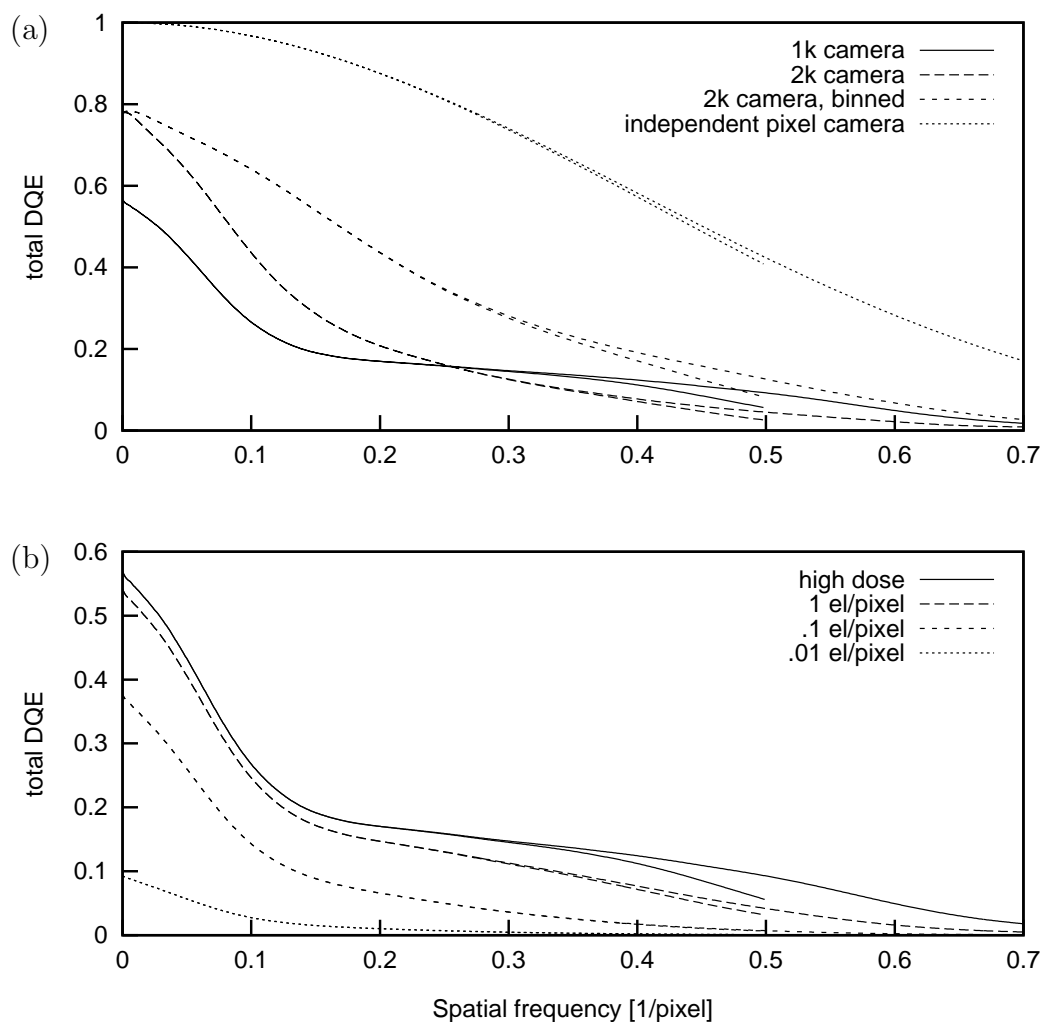 (a)
1
0.8
0.6
0.4
0.2
0
total DQE
1k camera
2k camera
2k camera, binned
independent pixel camera
0 0.1 0.2 0.3 0.4 0.5 0.6 0.7
(b)
0.6
0.5
0.4
0.3
0.2
0.1
0
total DQE
high dose
1 el/pixel
.1 el/pixel
.01 el/pixel
0 0.1 0.2 0.3 0.4 0.5 0.6 0.7
Spatial frequency [1/pixel]